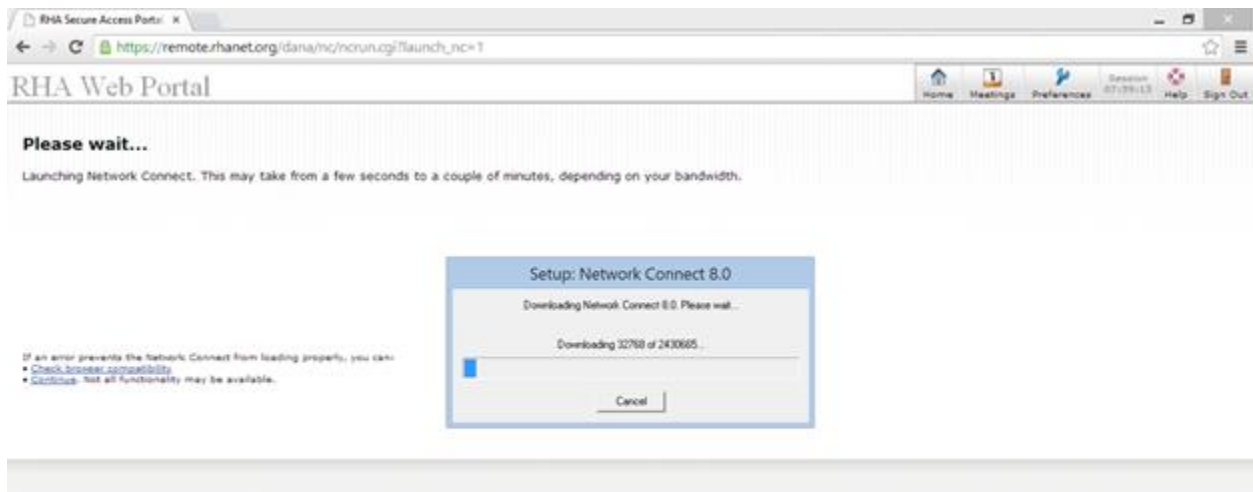 RHA Secure Access Portal
https://remote.rhanet.org/dana/nc/ncrun.cgi?launch_nc=1
RHA Web Portal
Home
Meetings
Preferences
Session
07:59:13
Help
Sign Out
Please wait...
Launching Network Connect. This may take from a few seconds to a couple of minutes, depending on your bandwidth.
Setup: Network Connect 8.0
Downloading Network Connect 8.0. Please wait...
Downloading 32768 of 2430685...
Cancel
If an error prevents the Network Connect from loading properly, you can:
• Check browser compatibility
• Continue. Not all functionality may be available.